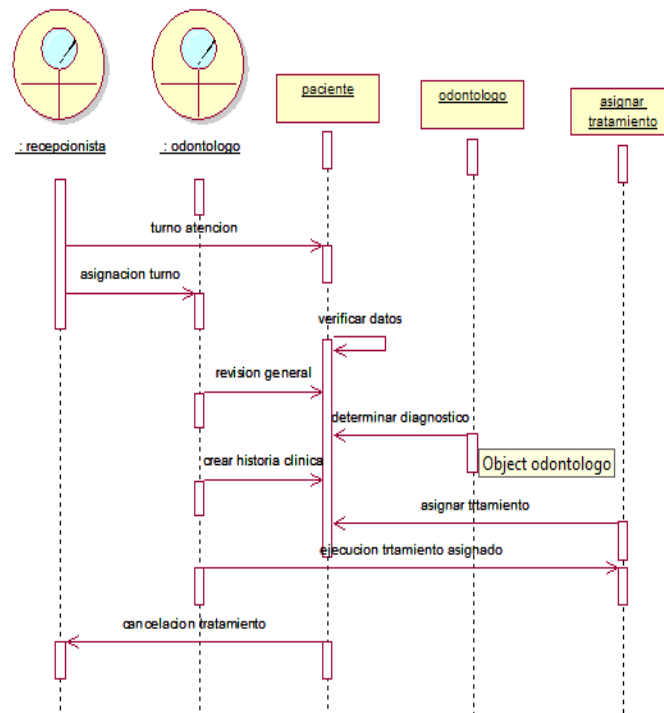 paciente
odontologo
asignar
tratamiento
: recepcionista
: odontologo
turno atencion
asignacion turno
verificar datos
revision general
determinar diagnostico
crear historia clinica
Object odontologo
asignar trtamiento
ejecucion trtamiento asignado
cancelacion tratamiento